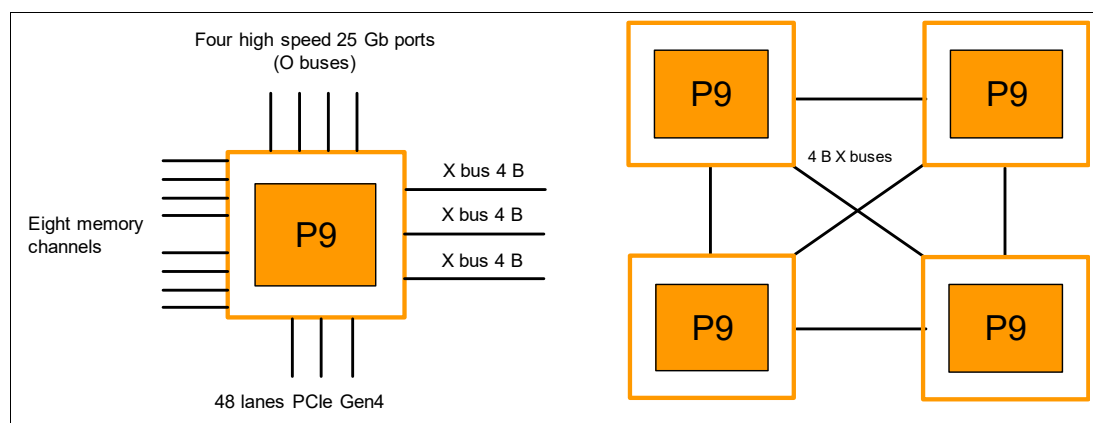 Four high speed 25 Gb ports
(O buses)
Eight memory
channels
P9
X bus 4 B
X bus 4 B
X bus 4 B
48 lanes PCIe Gen4
P9
P9
4 B X buses
P9
P9